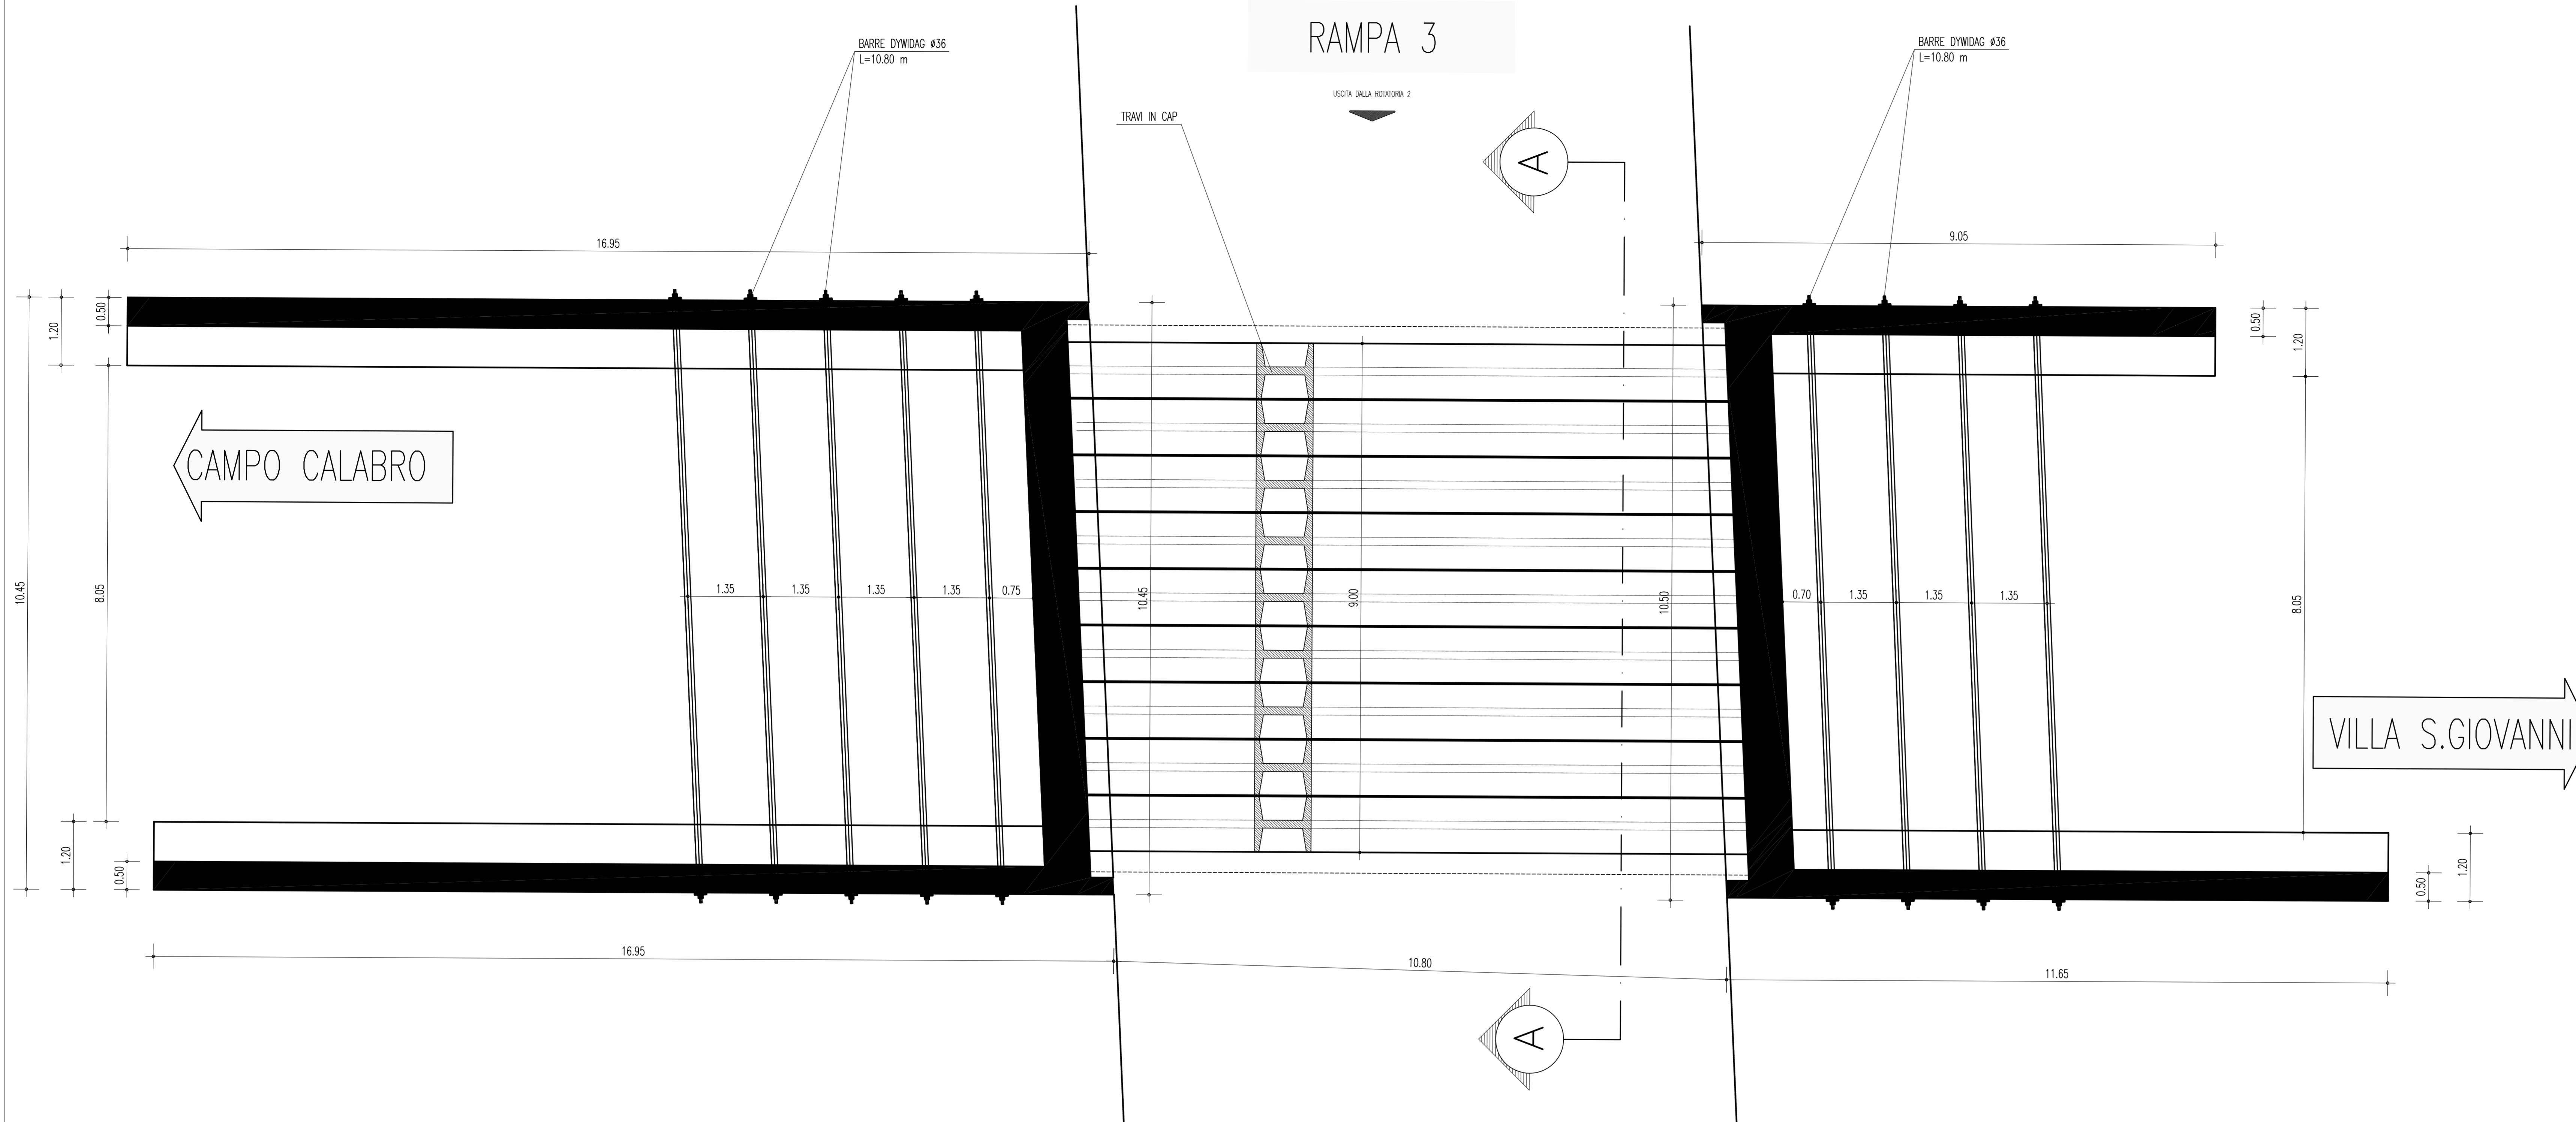 RAMPA 3
BARRE DYWIDAG ø36
L=10.80 m
BARRE DYWIDAG ø36
L=10.80 m
USCITA DALLA ROTATORIA 2
TRAVI IN CAP
A
16.95
9.05
0.50
1.20
0.50
1.20
CAMPO CALABRO
10.45
8.05
1.35
1.35
1.35
1.35
0.75
10.45
9.00
10.50
0.70
1.35
1.35
1.35
8.05
VILLA S.GIOVANNI
1.20
0.50
0.50
1.20
16.95
10.80
11.65
A